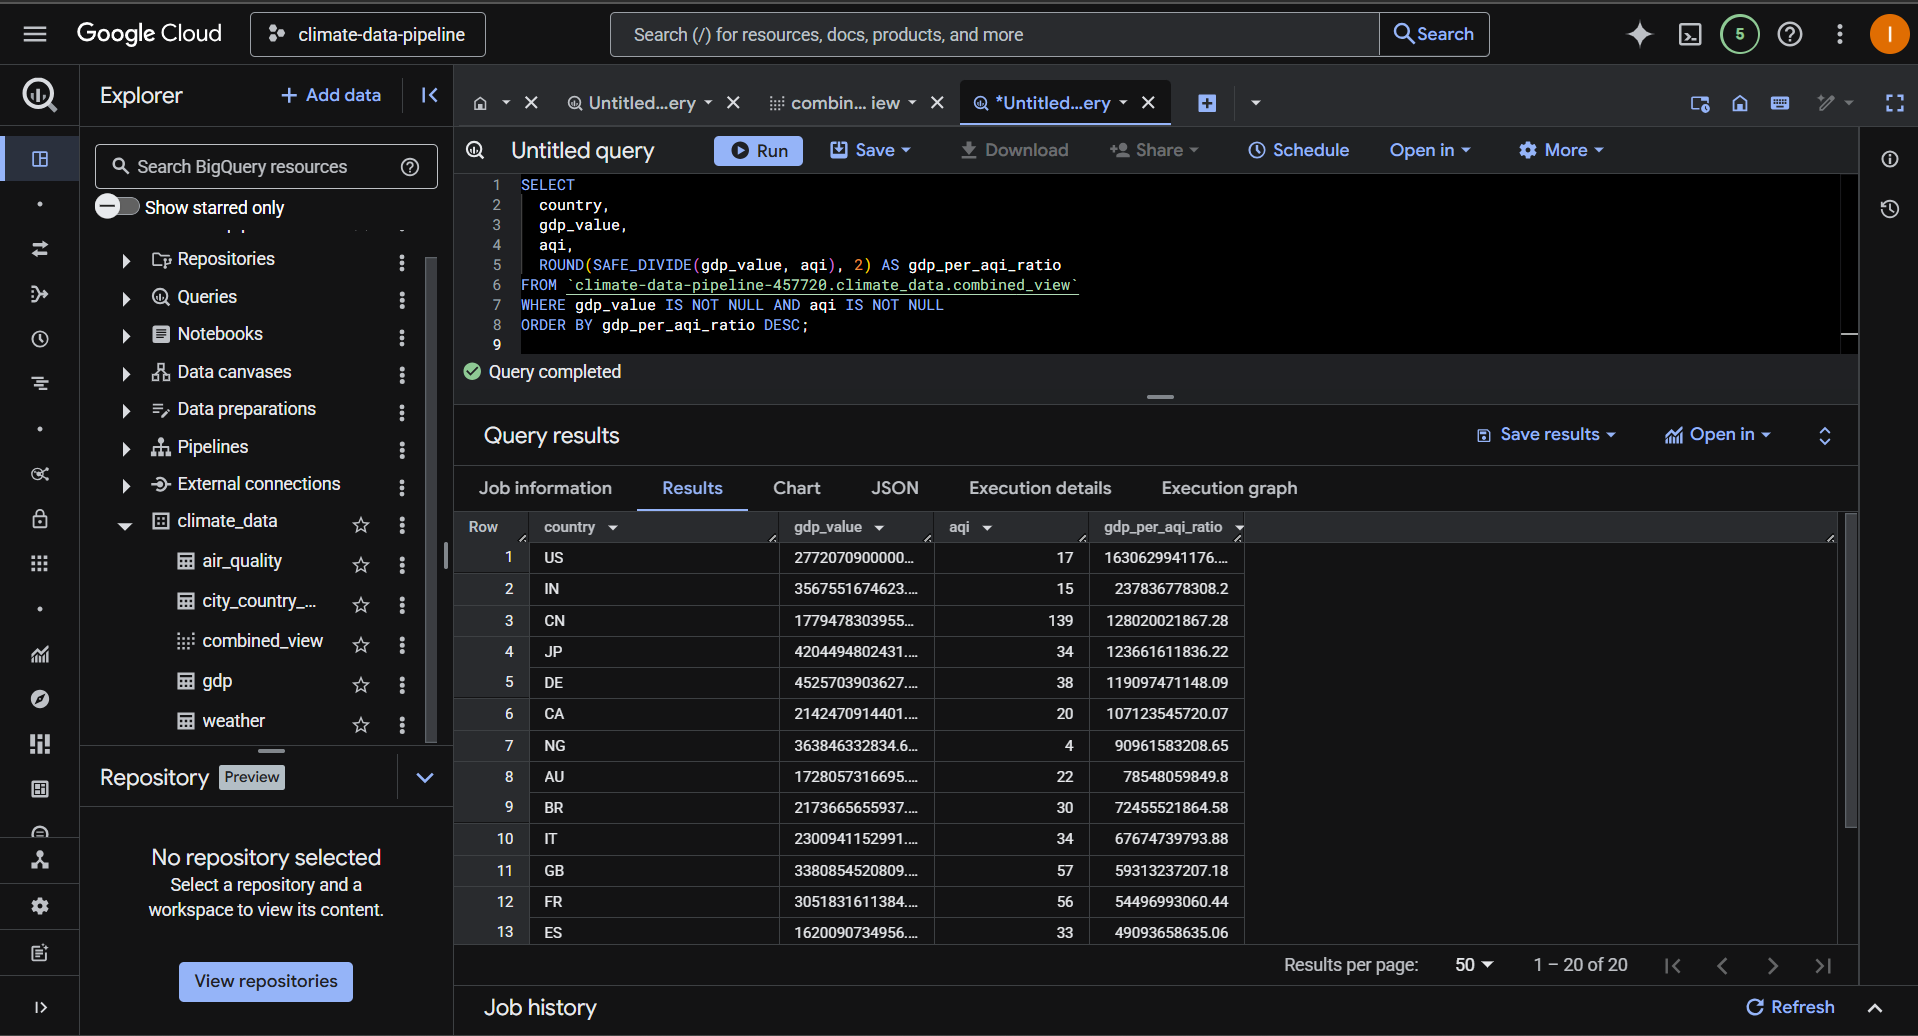 Google Cloud
climate-data-pipeline
Search (/) for resources, docs, products, and more
Search
5
I
Explorer
+ Add data
Search BigQuery resources
Show starred only
Repositories
Queries
Notebooks
Data canvases
Data preparations
Pipelines
External connections
climate_data
air_quality
city_country_...
combined_view
gdp
weather
Repository Preview
No repository selected
Select a repository and a
workspace to view its content.
View repositories
Untitled...ery
combin... iew
*Untitled...ery
Untitled query
Run
Save
Download
Share
Schedule
Open in
More
1 SELECT
2 country,
3 gdp_value,
4 aqi,
5 ROUND(SAFE_DIVIDE(gdp_value, aqi), 2) AS gdp_per_aqi_ratio
6 FROM `climate-data-pipeline-457720.climate_data.combined_view`
7 WHERE gdp_value IS NOT NULL AND aqi IS NOT NULL
8 ORDER BY gdp_per_aqi_ratio DESC;
9
Query completed
Query results
Save results
Open in
Job information Results Chart JSON Execution details Execution graph
Row country gdp_value aqi gdp_per_aqi_ratio
1 US 2772070900000... 17 1630629941176....
2 IN 3567551674623.... 15 237836778308.2
3 CN 1779478303955... 139 128020021867.28
4 JP 4204494802431.... 34 123661611836.22
5 DE 4525703903627.... 38 119097471148.09
6 CA 2142470914401.... 20 107123545720.07
7 NG 363846332834.6... 4 90961583208.65
8 AU 1728057316695.... 22 78548059849.8
9 BR 2173665655937.... 30 72455521864.58
10 IT 2300941152991.... 34 67674739793.88
11 GB 3380854520809.... 57 59313237207.18
12 FR 3051831611384.... 56 54496993060.44
13 ES 1620090734956.... 33 49093658635.06
Results per page: 50 1 – 20 of 20
Job history
Refresh